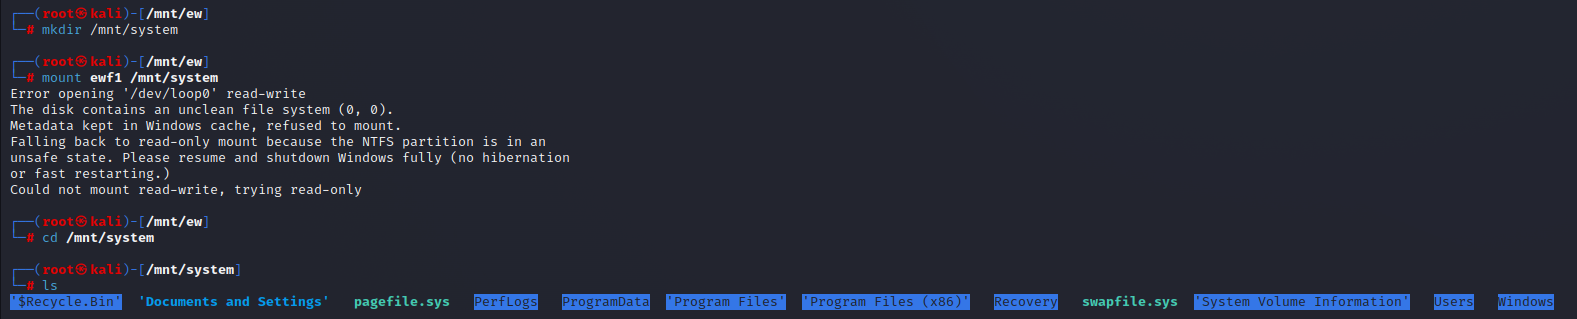 ┌──(root㉿kali)-[/mnt/ew]
└─# mkdir /mnt/system
┌──(root㉿kali)-[/mnt/ew]
└─# mount ewf1 /mnt/system
Error opening '/dev/loop0' read-write
The disk contains an unclean file system (0, 0).
Metadata kept in Windows cache, refused to mount.
Falling back to read-only mount because the NTFS partition is in an
unsafe state. Please resume and shutdown Windows fully (no hibernation
or fast restarting.)
Could not mount read-write, trying read-only
┌──(root㉿kali)-[/mnt/ew]
└─# cd /mnt/system
┌──(root㉿kali)-[/mnt/system]
└─# ls
'$Recycle.Bin' 'Documents and Settings' pagefile.sys PerfLogs ProgramData 'Program Files' 'Program Files (x86)' Recovery swapfile.sys 'System Volume Information' Users Windows